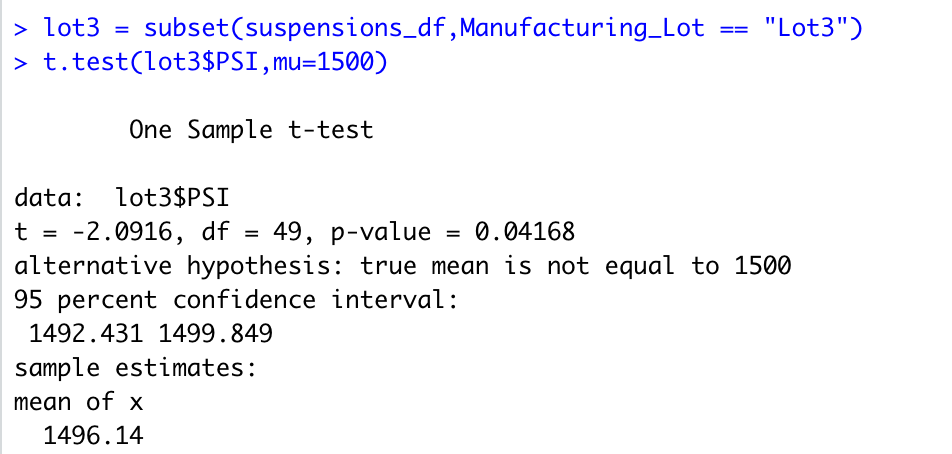 > lot3 = subset(suspensions_df,Manufacturing_Lot == "Lot3")
> t.test(lot3$PSI,mu=1500)
One Sample t-test
data:  lot3$PSI
t = -2.0916, df = 49, p-value = 0.04168
alternative hypothesis: true mean is not equal to 1500
95 percent confidence interval:
1492.431 1499.849
sample estimates:
mean of x
1496.14